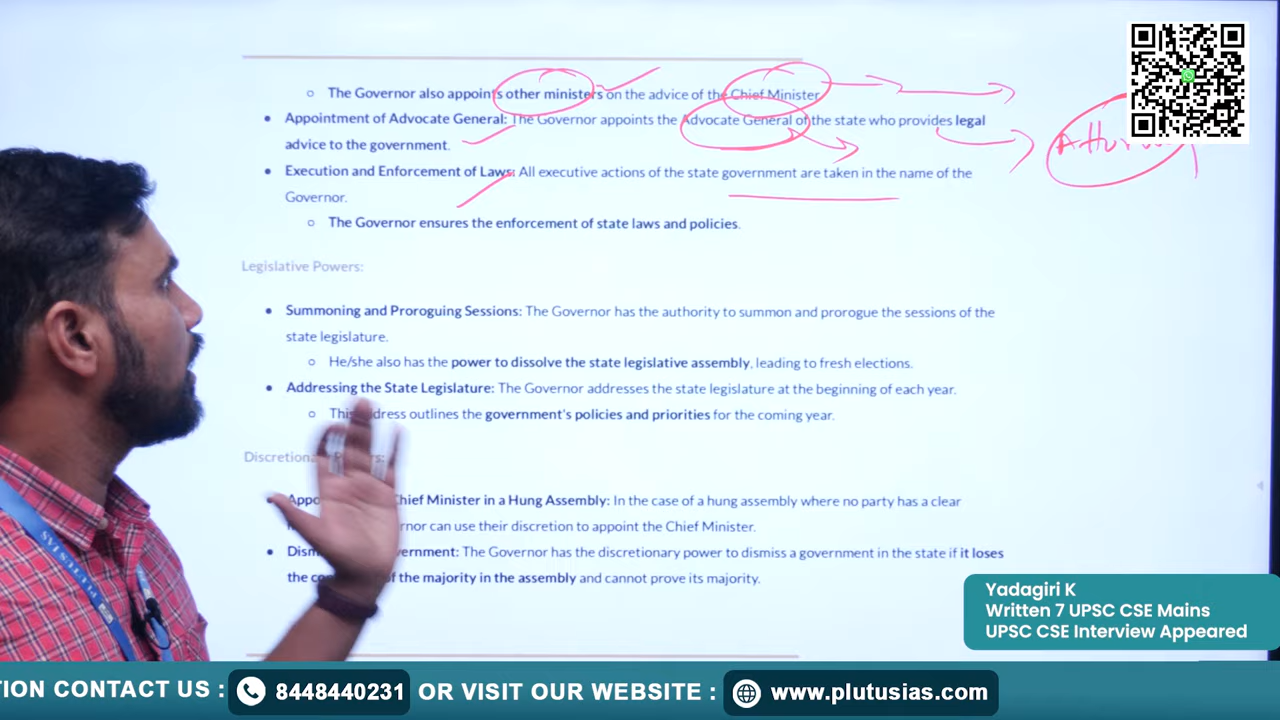 The Governor also appoints other ministers on the advice of the Chief Minister
Appointment of Advocate General: The Governor appoints the Advocate General of the state who provides legal
advice to the government.
Execution and Enforcement of Laws: All executive actions of the state government are taken in the name of the
Governor.
The Governor ensures the enforcement of state laws and policies.
Legislative Powers:
Summoning and Proroguing Sessions: The Governor has the authority to summon and prorogue the sessions of the
state legislature.
He/she also has the power to dissolve the state legislative assembly, leading to fresh elections.
Addressing the State Legislature: The Governor addresses the state legislature at the beginning of each year.
This address outlines the government's policies and priorities for the coming year.
Chief Minister in a Hung Assembly: In the case of a hung assembly where no party has a clear
can use their discretion to appoint the Chief Minister.
The Governor has the discretionary power to dismiss a government in the state if it loses
the of the majority in the assembly and cannot prove its majority.
PLUTUS IAS
Yadagiri K
Written 7 UPSC CSE Mains
UPSC CSE Interview Appeared
TION CONTACT US : 8448440231 OR VISIT OUR WEBSITE : www.plutusias.com